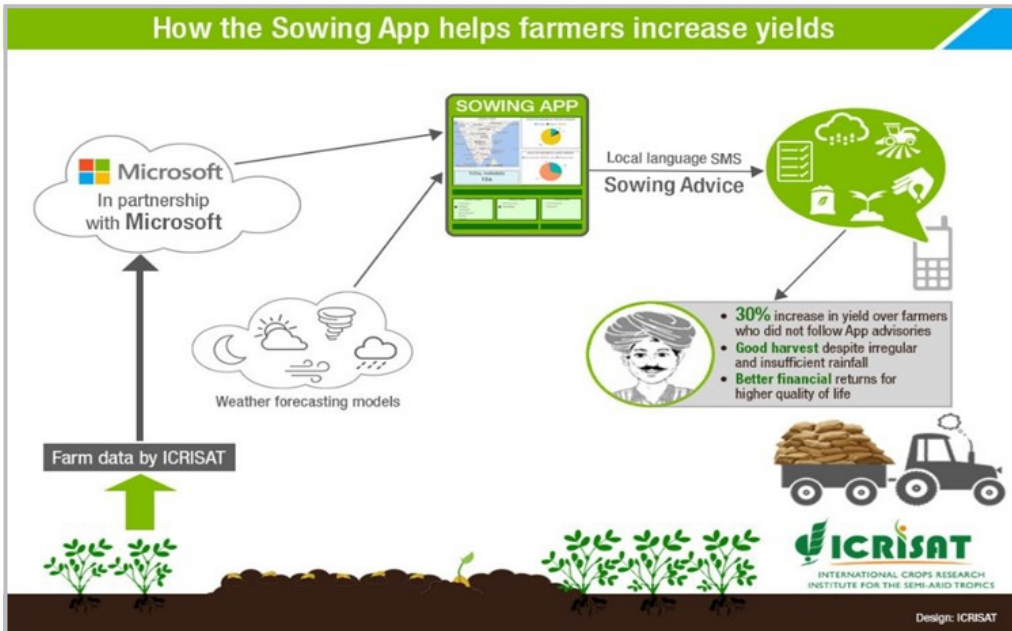 How the Sowing App helps farmers increase yields
Microsoft
In partnership
with Microsoft
SOWING APP
Local language SMS
Sowing Advice
Weather forecasting models
• 30% increase in yield over farmers
who did not follow App advisories
• Good harvest despite irregular
and insufficient rainfall
• Better financial returns for
higher quality of life
Farm data by ICRISAT
ICRISAT
INTERNATIONAL CROPS RESEARCH
INSTITUTE FOR THE SEMI-ARID TROPICS
Design: ICRISAT